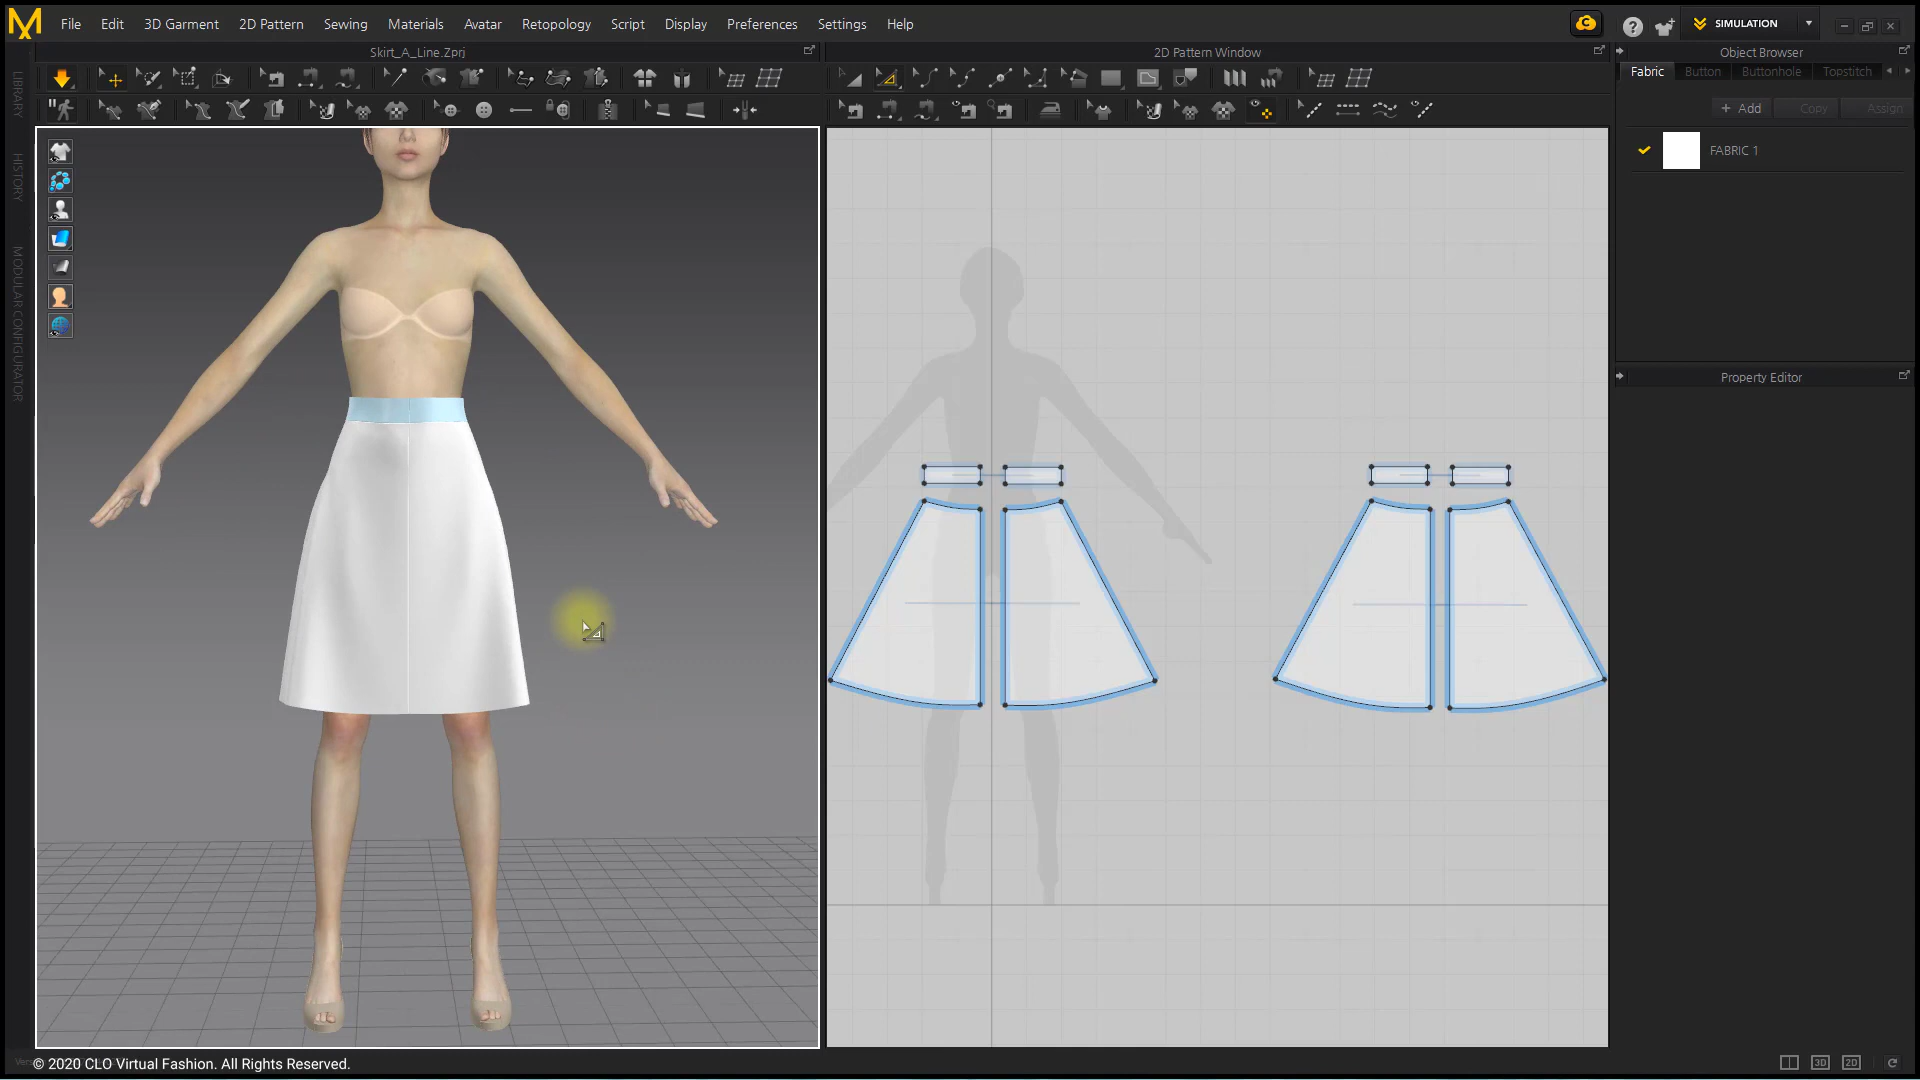 File Edit 3D Garment 2D Pattern Sewing Materials Avatar Retopology Script Display Preferences Settings Help
SIMULATION
Skirt_A_Line.Zprj
2D Pattern Window
Object Browser
Fabric Button Buttonhole Topstitch
+ Add Copy Assign
FABRIC 1
Property Editor
LIBRARY
HISTORY
MODULAR CONFIGURATOR
© 2020 CLO Virtual Fashion. All Rights Reserved.
3D 2D